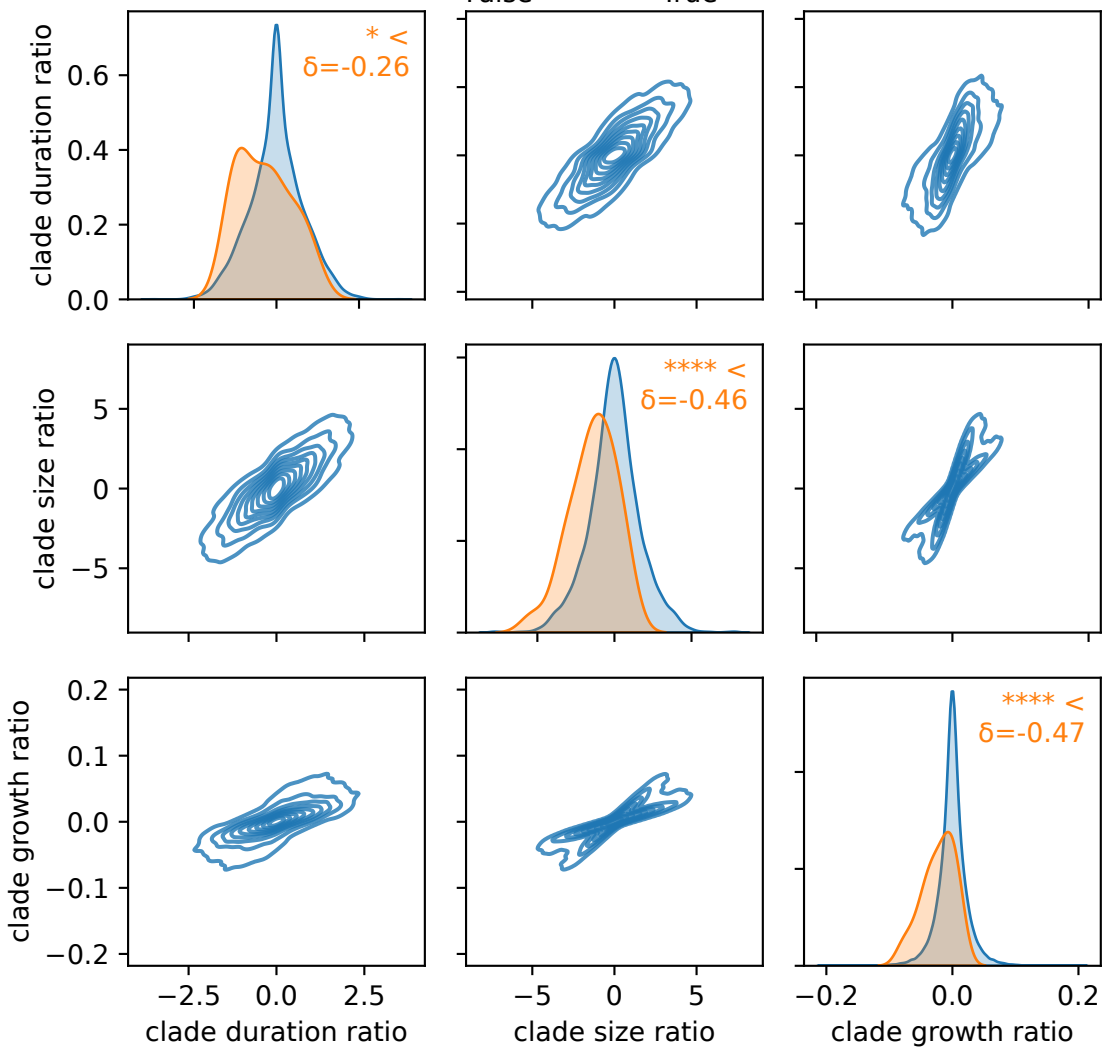 clade duration ratio
0.6
0.4
0.2
0.0
* <
δ=-0.26
clade size ratio
5
0
−5
**** <
δ=-0.46
clade growth ratio
0.2
0.1
0.0
−0.1
−0.2
**** <
δ=-0.47
−2.5 0.0 2.5
−5 0 5
−0.2 0.0 0.2
clade duration ratio
clade size ratio
clade growth ratio